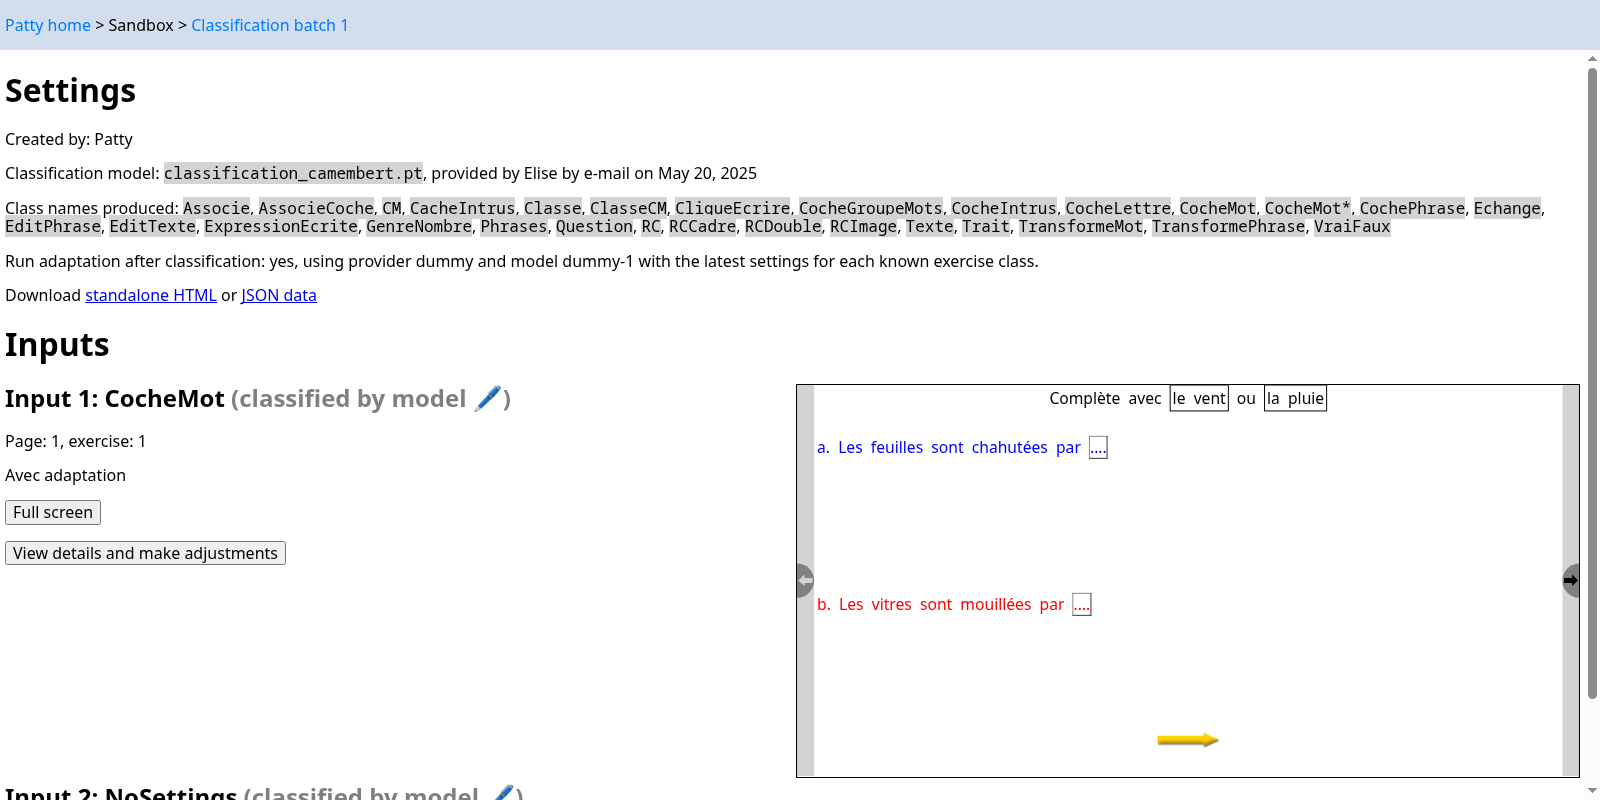 Patty home > Sandbox > Classification batch 1
Settings
Created by: Patty
Classification model: classification_camembert.pt, provided by Elise by e-mail on May 20, 2025
Class names produced: Associe, AssocieCoche, CM, CacheIntrus, Classe, ClasseCM, CliqueEcrire, CocheGroupeMots, CocheIntrus, CocheLettre, CocheMot, CocheMot*, CochePhrase, Echange,
EditPhrase, EditTexte, ExpressionEcrite, GenreNombre, Phrases, Question, RC, RCCadre, RCDouble, RCImage, Texte, Trait, TransformeMot, TransformePhrase, VraiFaux
Run adaptation after classification: yes, using provider dummy and model dummy-1 with the latest settings for each known exercise class.
Download standalone HTML or JSON data
Inputs
Input 1: CocheMot (classified by model 🖊️)
Page: 1, exercise: 1
Avec adaptation
Full screen
View details and make adjustments
Complète avec le vent ou la pluie
a. Les feuilles sont chahutées par ....
b. Les vitres sont mouillées par ....
Input 2: NoSettings (classified by model 🖊️)